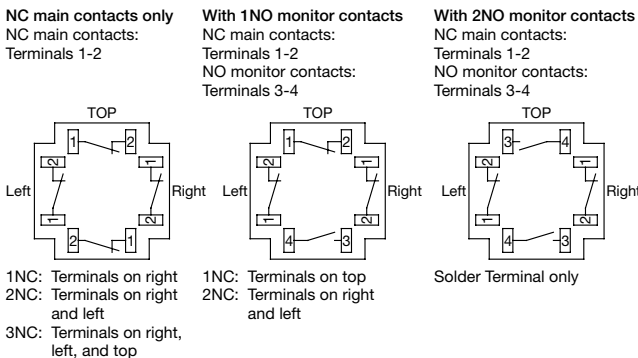 NC main contacts only
NC main contacts:
Terminals 1-2
With 1NO monitor contacts
NC main contacts:
Terminals 1-2
NO monitor contacts:
Terminals 3-4
With 2NO monitor contacts
NC main contacts:
Terminals 1-2
NO monitor contacts:
Terminals 3-4
TOP
1 2
2 1
Left Right
1 2
2 1
TOP
1 2
2 1
Left Right
1 2
4 3
TOP
3 4
2 1
Left Right
1 2
4 3
1NC: Terminals on right
2NC: Terminals on right
and left
3NC: Terminals on right,
left, and top
1NC: Terminals on top
2NC: Terminals on right
and left
Solder Terminal only